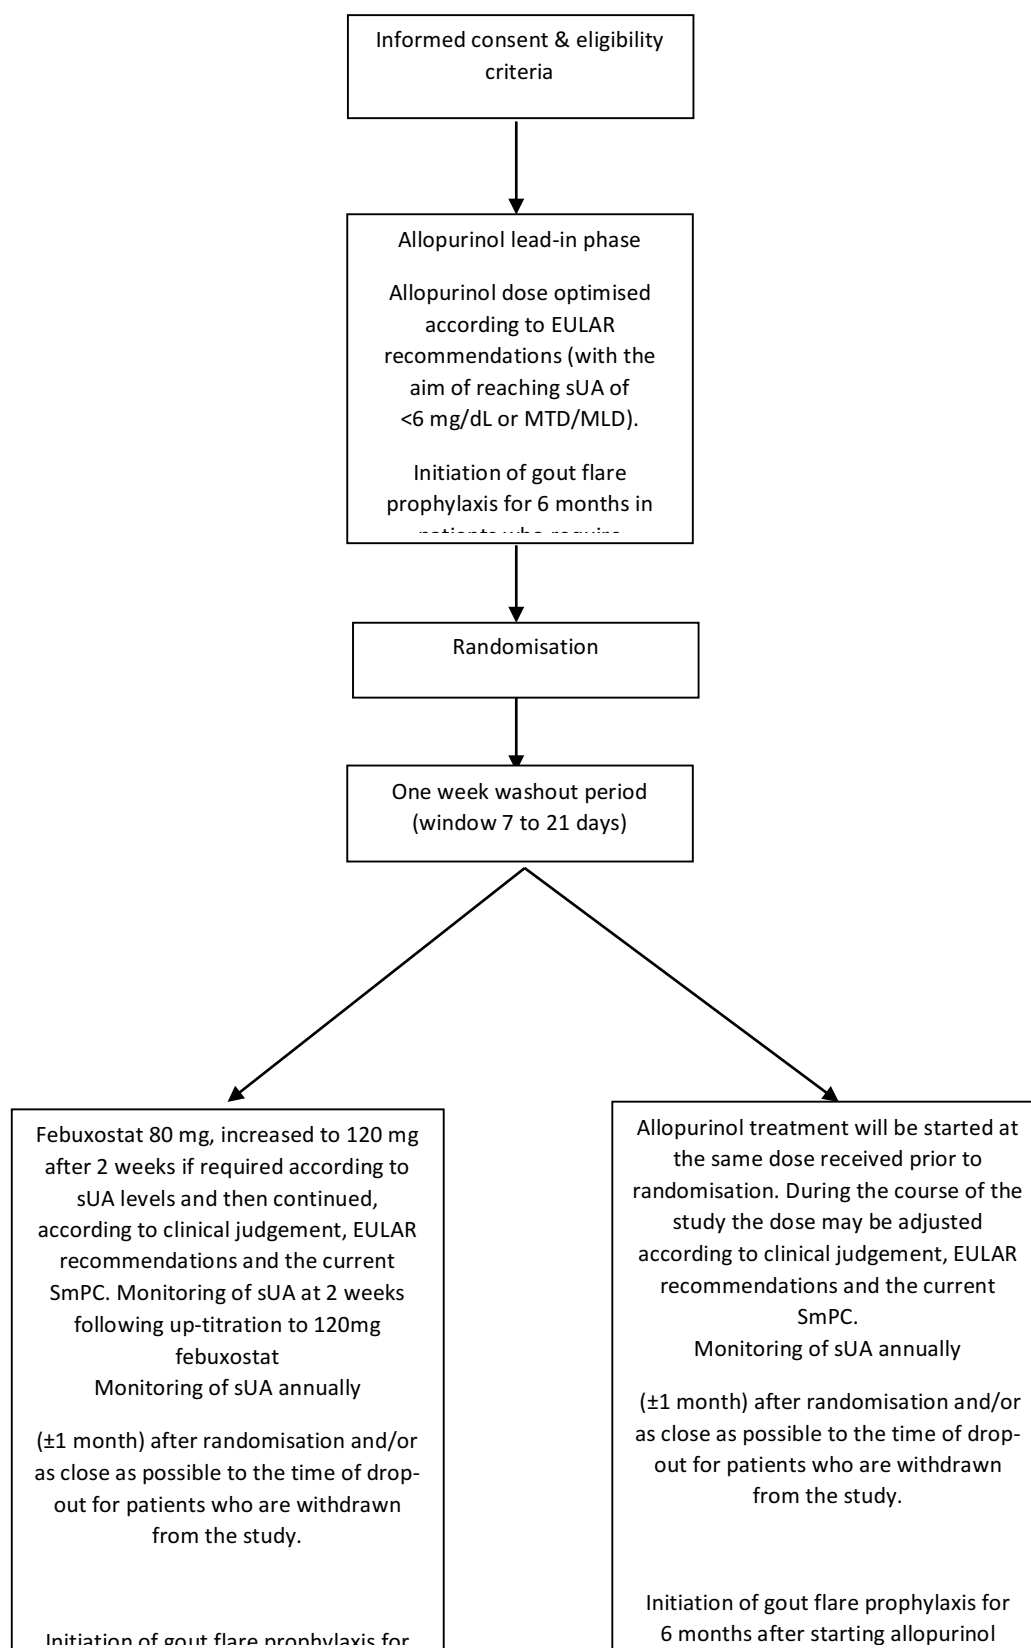 Informed consent & eligibility
criteria
Allopurinol lead-in phase
Allopurinol dose optimised
according to EULAR
recommendations (with the
aim of reaching sUA of
<6 mg/dL or MTD/MLD).
Initiation of gout flare
prophylaxis for 6 months in
patients who require
Randomisation
One week washout period
(window 7 to 21 days)
Febuxostat 80 mg, increased to 120 mg
after 2 weeks if required according to
sUA levels and then continued,
according to clinical judgement, EULAR
recommendations and the current
SmPC. Monitoring of sUA at 2 weeks
following up-titration to 120mg
febuxostat
Monitoring of sUA annually
(±1 month) after randomisation and/or
as close as possible to the time of drop-
out for patients who are withdrawn
from the study.
Initiation of gout flare prophylaxis for
Allopurinol treatment will be started at
the same dose received prior to
randomisation. During the course of the
study the dose may be adjusted
according to clinical judgement, EULAR
recommendations and the current
SmPC.
Monitoring of sUA annually
(±1 month) after randomisation and/or
as close as possible to the time of drop-
out for patients who are withdrawn
from the study.
Initiation of gout flare prophylaxis for
6 months after starting allopurinol